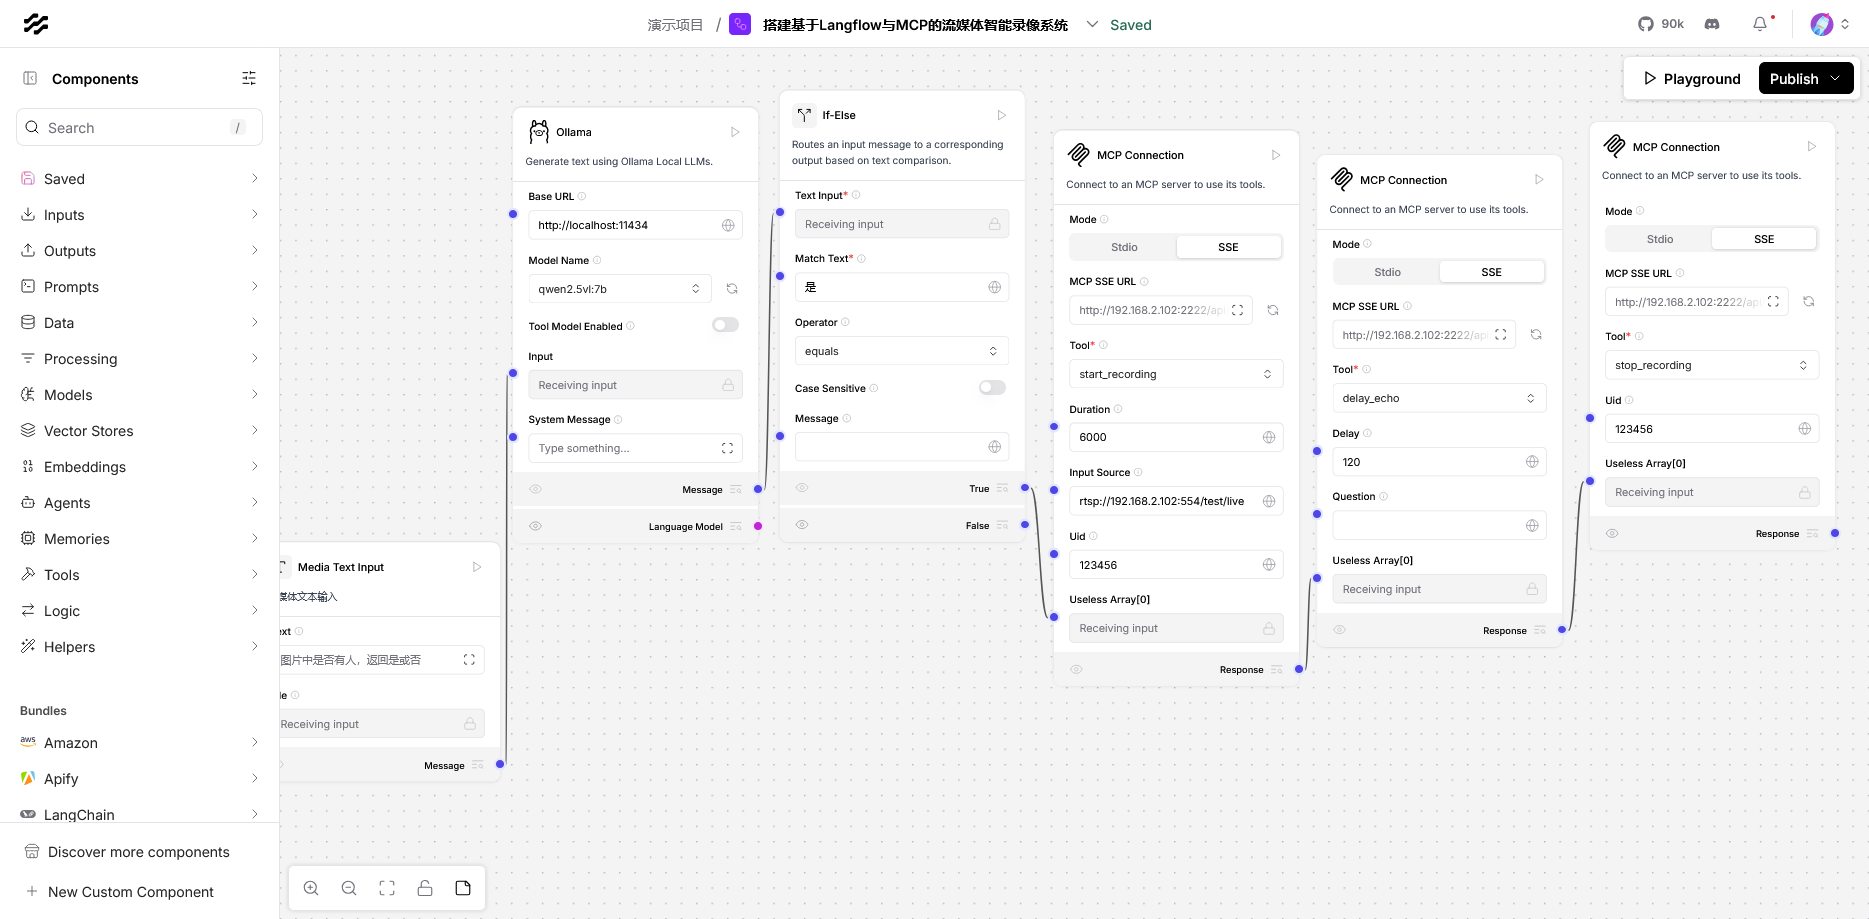 演示项目 / 搭建基于Langflow与MCP的流媒体智能录像系统 Saved
90k
Components
Search /
Saved
Inputs
Outputs
Prompts
Data
Processing
Models
Vector Stores
Embeddings
Agents
Memories
Tools
Logic
Helpers
Bundles
aws Amazon
Apify
LangChain
Discover more components
New Custom Component
Playground
Publish
Media Text Input
媒体文本输入
ext
图片中是否有人，返回是或否
le
Receiving input
Message
Ollama
Generate text using Ollama Local LLMs.
Base URL
http://localhost:11434
Model Name
qwen2.5vl:7b
Tool Model Enabled
Input
Receiving input
System Message
Type something...
Message
Language Model
If-Else
Routes an input message to a corresponding
output based on text comparison.
Text Input*
Receiving input
Match Text*
是
Operator
equals
Case Sensitive
Message
True
False
MCP Connection
Connect to an MCP server to use its tools.
Mode
Stdio SSE
MCP SSE URL
http://192.168.2.102:2222/api
Tool*
start_recording
Duration
6000
Input Source
rtsp://192.168.2.102:554/test/live
Uid
123456
Useless Array[0]
Receiving input
Response
MCP Connection
Connect to an MCP server to use its tools.
Mode
Stdio SSE
MCP SSE URL
http://192.168.2.102:2222/api
Tool*
delay_echo
Delay
120
Question
Useless Array[0]
Receiving input
Response
MCP Connection
Connect to an MCP server to use its tools.
Mode
Stdio SSE
MCP SSE URL
http://192.168.2.102:2222/api
Tool*
stop_recording
Uid
123456
Useless Array[0]
Receiving input
Response